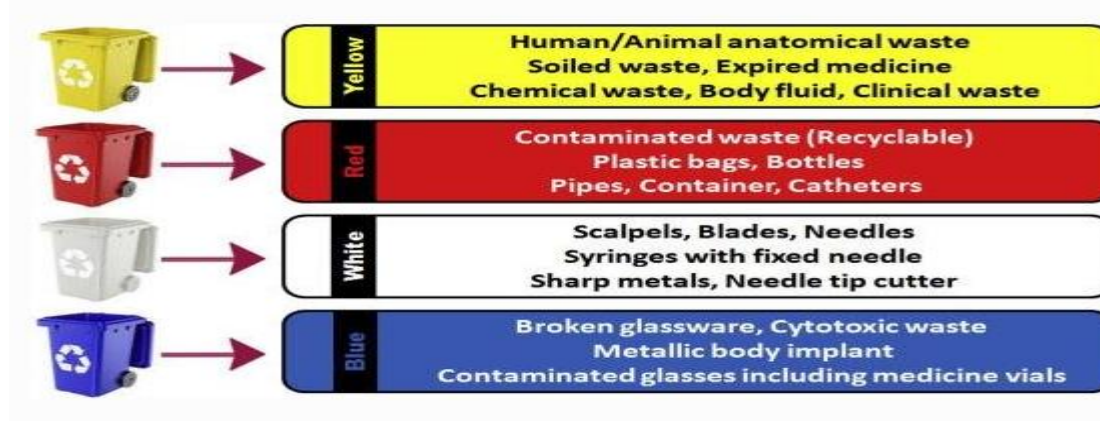 Yellow
Human/Animal anatomical waste
Soiled waste, Expired medicine
Chemical waste, Body fluid, Clinical waste
Red
Contaminated waste (Recyclable)
Plastic bags, Bottles
Pipes, Container, Catheters
White
Scalpels, Blades, Needles
Syringes with fixed needle
Sharp metals, Needle tip cutter
Blue
Broken glassware, Cytotoxic waste
Metallic body implant
Contaminated glasses including medicine vials